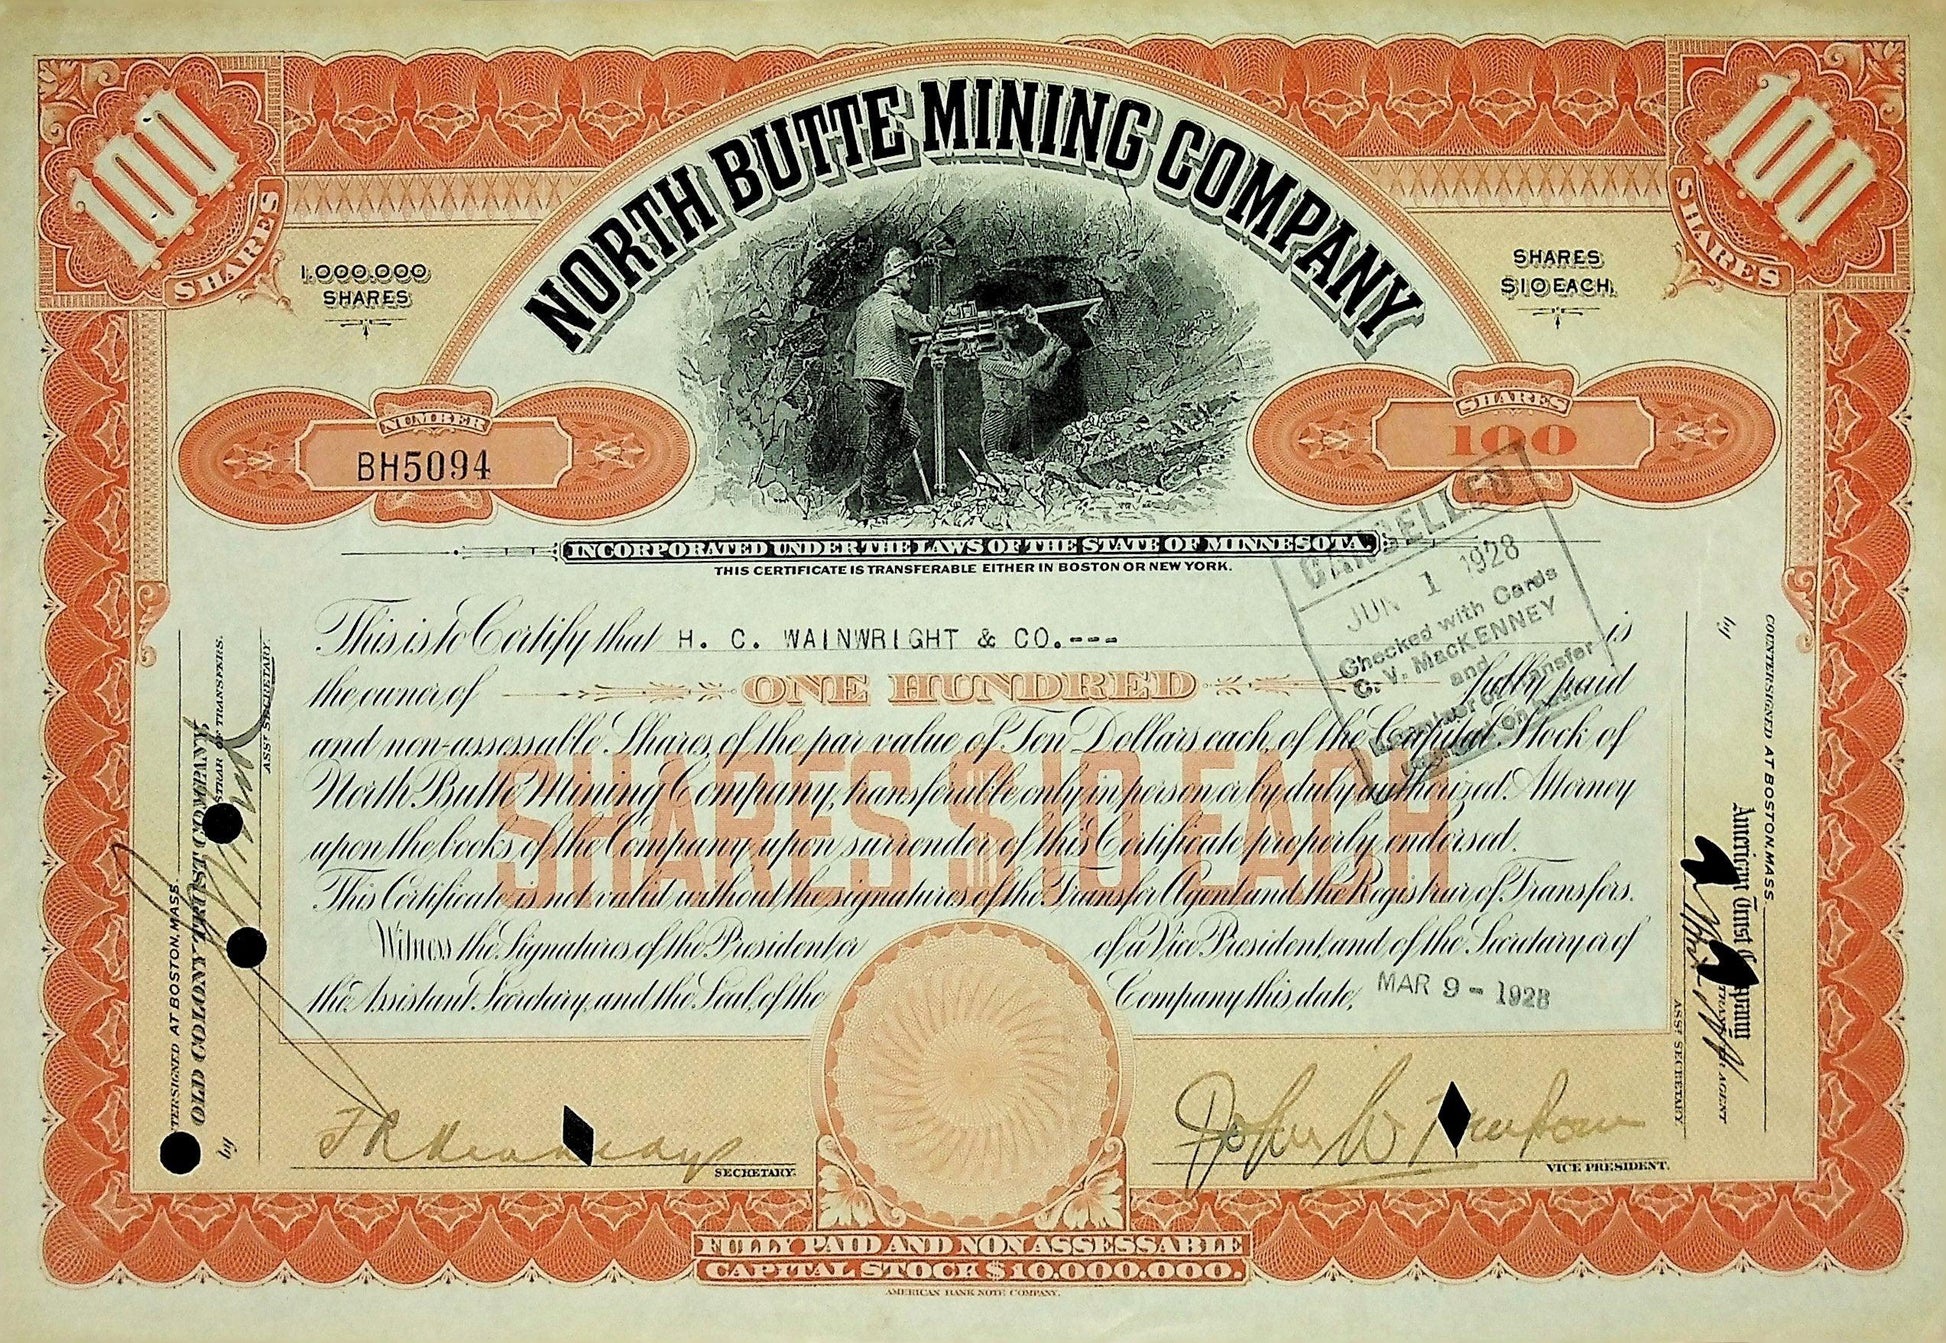 100
SHARES
100
SHARES
NORTH BUTTE MINING COMPANY
1,000,000
SHARES
SHARES
$10 EACH.
NUMBER
BH5094
SHARES
100
INCORPORATED UNDER THE LAWS OF THE STATE OF MINNESOTA.
THIS CERTIFICATE IS TRANSFERABLE EITHER IN BOSTON OR NEW YORK.
CANCELLED
JUN 1 1928
Checked with Cards
C. V. MacKENNEY
and
Transfer
This is to Certify that H. C. WAINWRIGHT & CO.--- is
the owner of ONE HUNDRED fully paid
and non-assessable Shares, of the par value of Ten Dollars each, of the Capital Stock of
North Butte Mining Company, transferable only in person or by duly authorized Attorney
upon the books of the Company upon surrender of this Certificate properly endorsed.
This Certificate is not valid without the signatures of the Transfer Agent and the Registrar of Transfers.
Witness the Signatures of the President or of a Vice President and of the Secretary or of
the Assistant Secretary, and the Seal, of the Company this date, MAR 9 - 1928
SHARES $10 EACH
COUNTERSIGNED AT BOSTON, MASS.
OLD COLONY TRUST COMPANY
REGISTRAR OF TRANSFERS.
by
ASST SECRETARY.
COUNTERSIGNED AT BOSTON, MASS.
American Trust Company
TRANSFER AGENT
by
ASST SECRETARY
SECRETARY.
John W
VICE PRESIDENT.
FULLY PAID AND NON ASSESSABLE
CAPITAL STOCK $10,000,000.
AMERICAN BANK NOTE COMPANY.